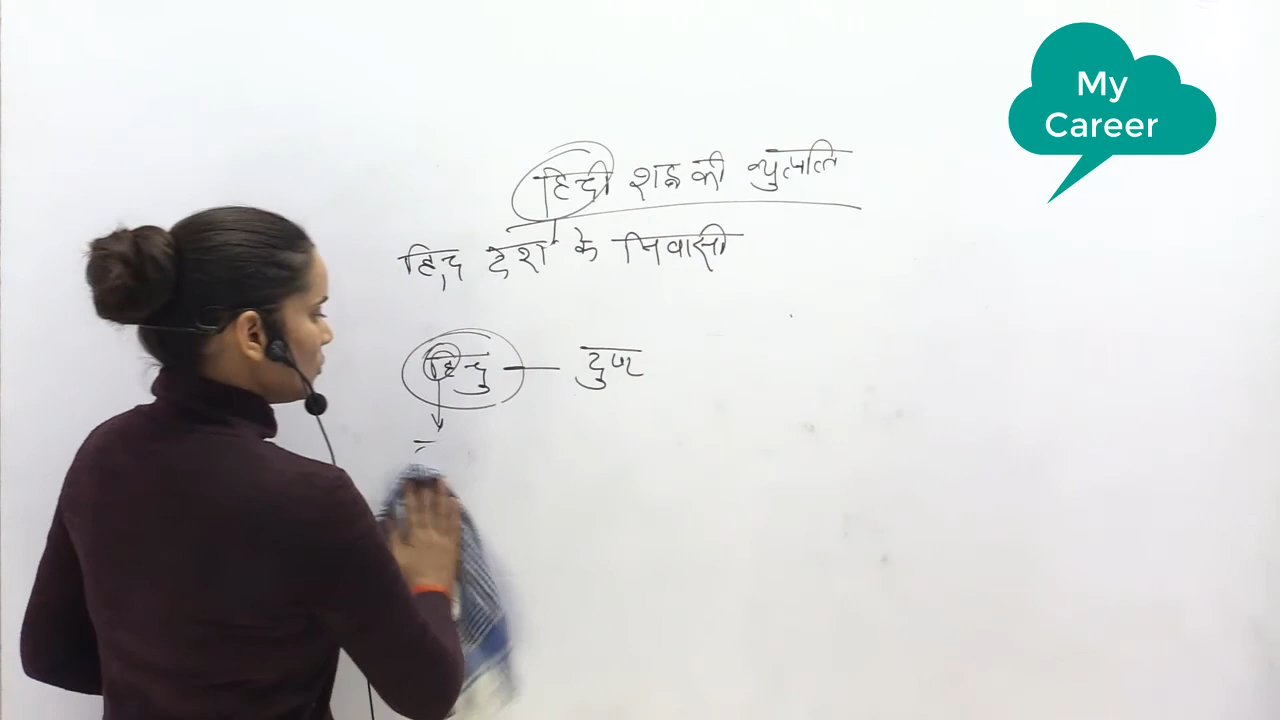 My
Career
हिन्दी शब्द की व्युत्पत्ति
हिन्द देश के निवासी
हिन्दु — दुष्ट